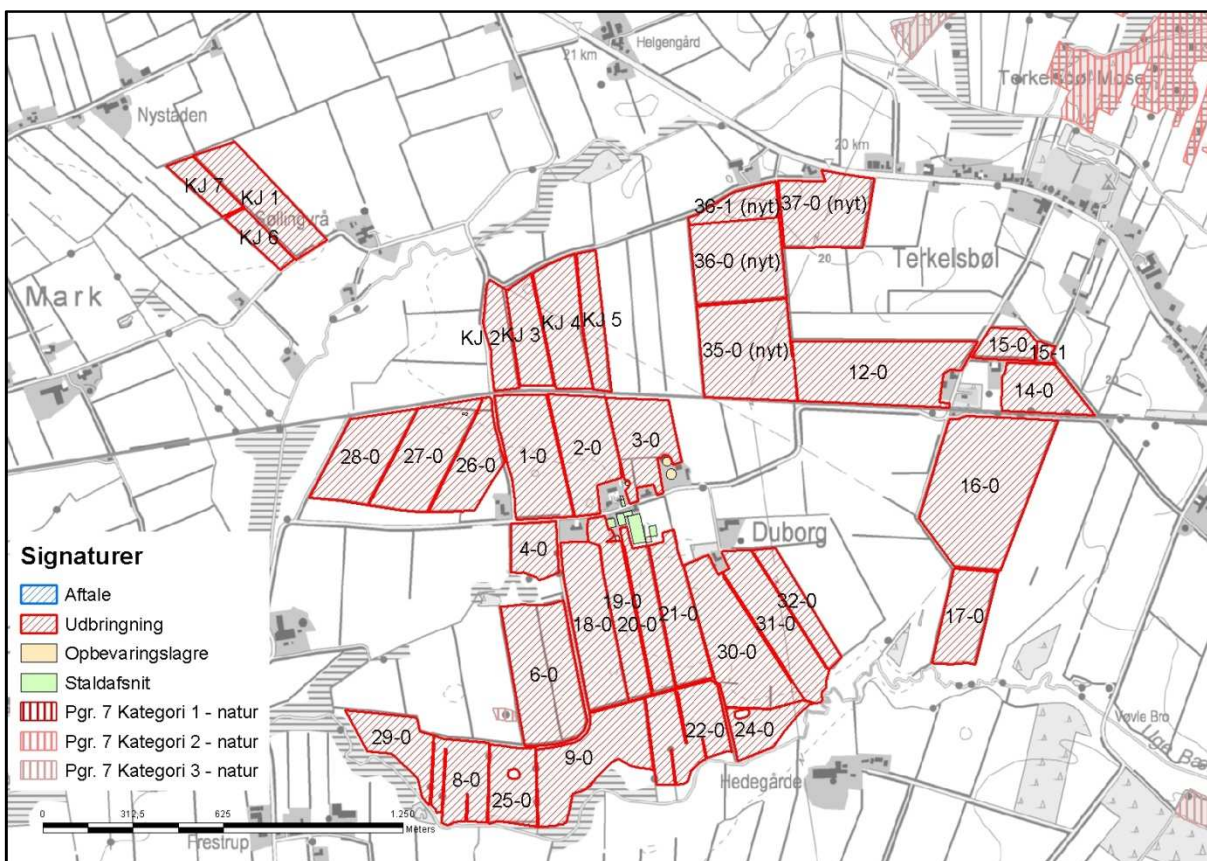 Helgengård
21 km
Terkelsbøl Mose
Nystaden
20 km
KJ 7
KJ 1
36-1 (nyt)
37-0 (nyt)
KJ 6
36-0 (nyt)
20
Terkelsbøl
Mark
KJ 2
KJ 3
KJ 4
KJ 5
35-0 (nyt)
15-0
15-1
12-0
14-0
20
28-0
27-0
26-0
1-0
2-0
3-0
16-0
4-0
Duborg
Signaturer
Aftale
Udbringning
Opbevaringslagre
Staldafsnit
Pgr. 7 Kategori 1 - natur
Pgr. 7 Kategori 2 - natur
Pgr. 7 Kategori 3 - natur
18-0
19-0
20-0
21-0
32-0
31-0
17-0
30-0
6-0
29-0
22-0
24-0
Vøvle Bro
9-0
8-0
25-0
Hedegårde
0
312,5
625
1.250
Meters
Frestrup